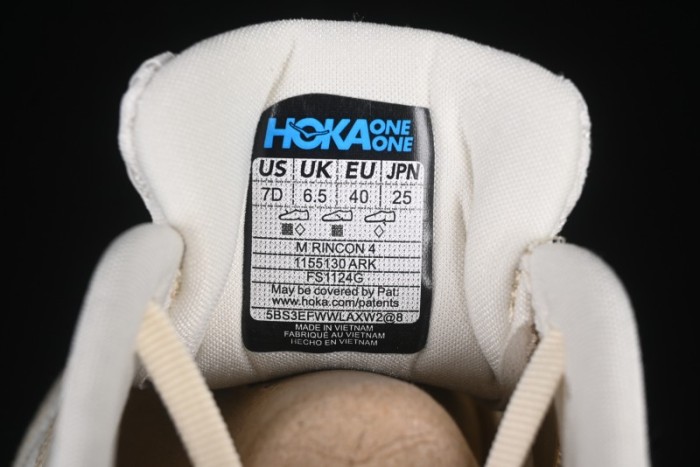 HOKA ONE ONE
US UK EU JPN
7D 6.5 40 25
M RINCON 4
1155130 ARK
FS1124G
May be covered by Pat:
www.hoka.com/patents
5BS3EFWWLAXW2@8
MADE IN VIETNAM
FABRIQUÉ AU VIETNAM
HECHO EN VIETNAM